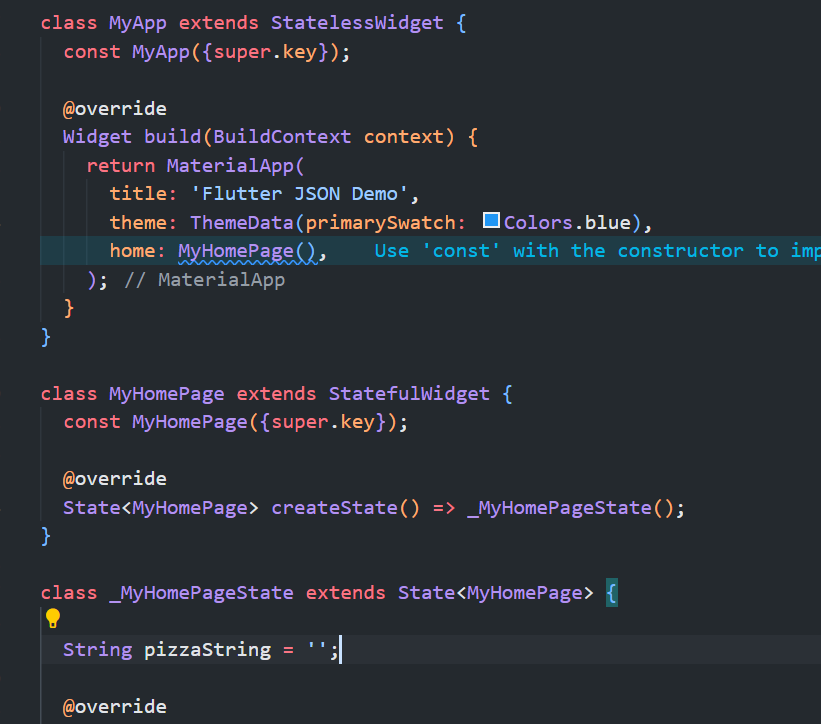 class MyApp extends StatelessWidget {
  const MyApp({super.key});
  @override
  Widget build(BuildContext context) {
    return MaterialApp(
      title: 'Flutter JSON Demo',
      theme: ThemeData(primarySwatch: Colors.blue),
      home: MyHomePage(),    Use 'const' with the constructor to imp
    ); // MaterialApp
  }
}
class MyHomePage extends StatefulWidget {
  const MyHomePage({super.key});
  @override
  State<MyHomePage> createState() => _MyHomePageState();
}
class _MyHomePageState extends State<MyHomePage> {
  String pizzaString = '';
  @override